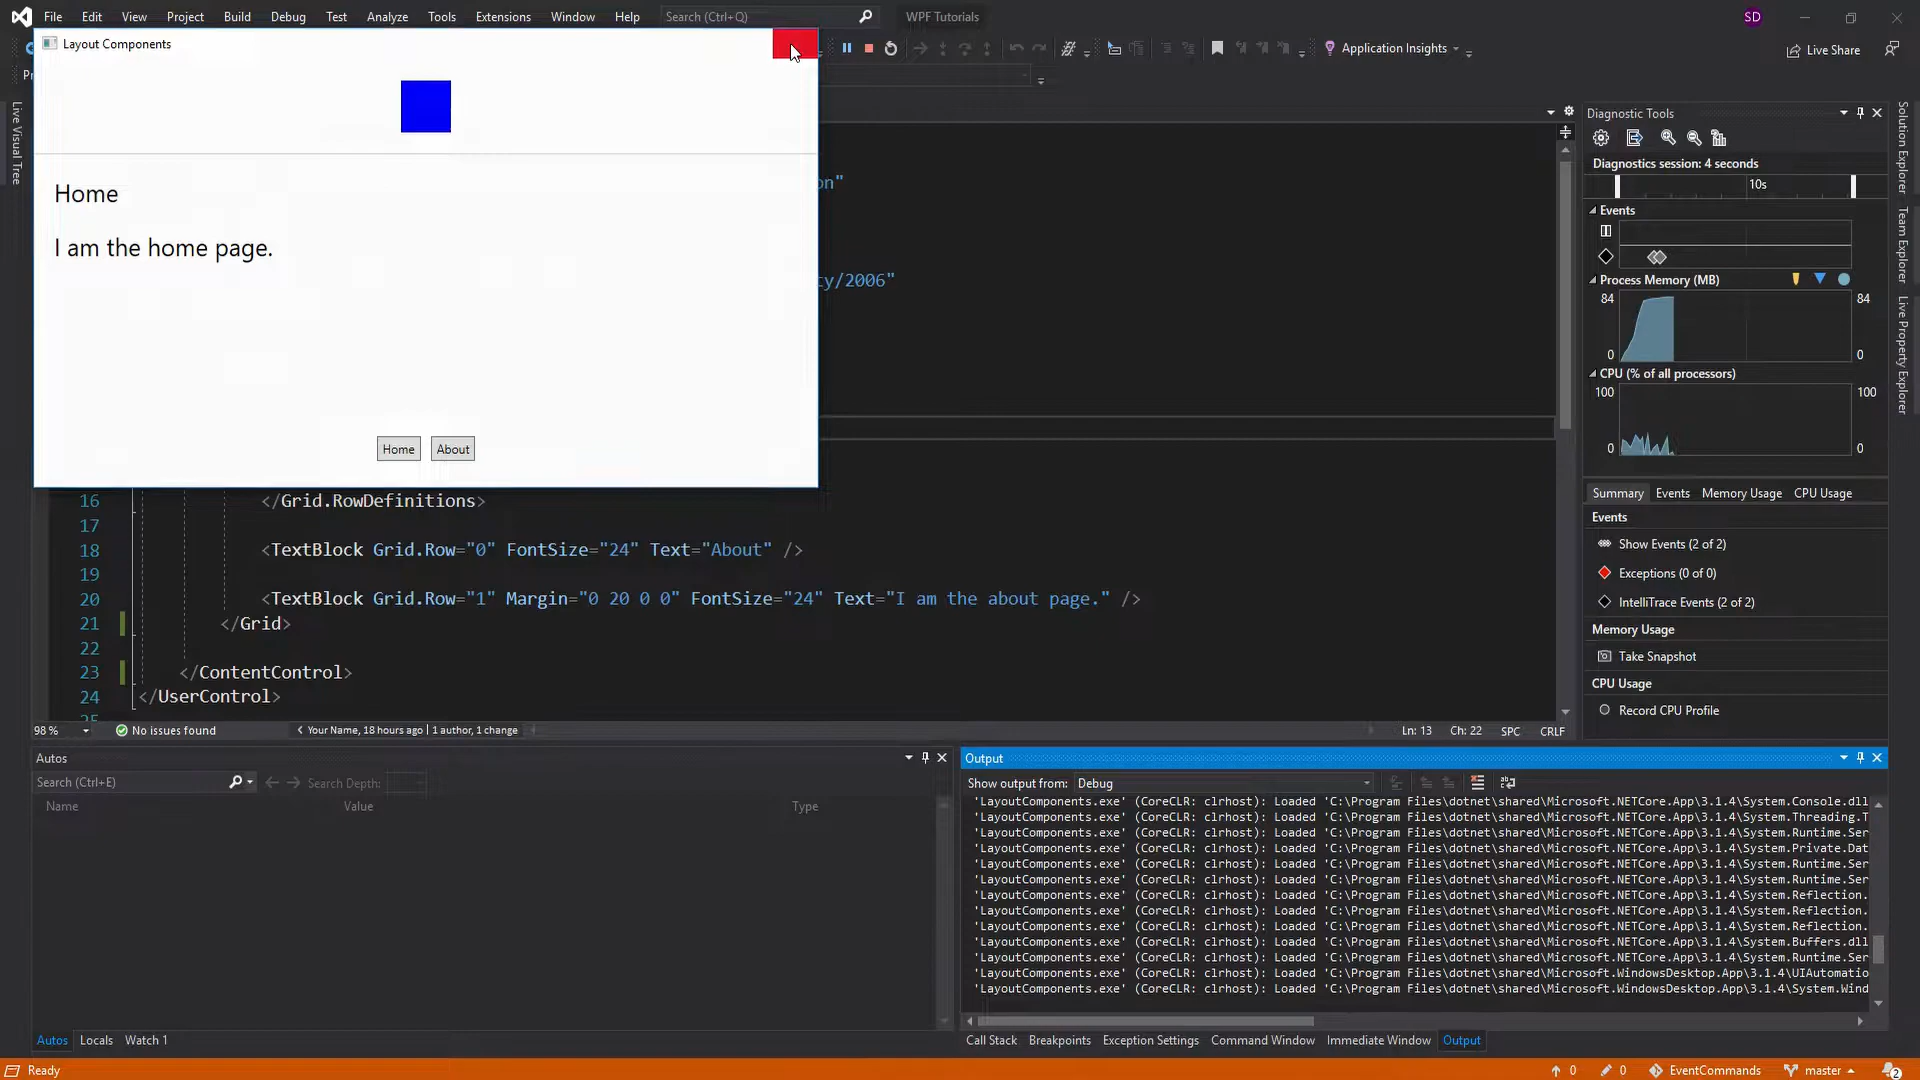 File Edit View Project Build Debug Test Analyze Tools Extensions Window Help Search (Ctrl+Q) WPF Tutorials SD
Layout Components
Application Insights
Live Share
Live Visual Tree
Home
I am the home page.
Home About
on"
ty/2006"
16 </Grid.RowDefinitions>
17
18 <TextBlock Grid.Row="0" FontSize="24" Text="About" />
19
20 <TextBlock Grid.Row="1" Margin="0 20 0 0" FontSize="24" Text="I am the about page." />
21 </Grid>
22
23 </ContentControl>
24 </UserControl>
98 % No issues found Your Name, 18 hours ago | 1 author, 1 change Ln: 13 Ch: 22 SPC CRLF
Diagnostic Tools
Diagnostics session: 4 seconds
10s
Events
Process Memory (MB)
84 84
0 0
CPU (% of all processors)
100 100
0 0
Summary Events Memory Usage CPU Usage
Events
Show Events (2 of 2)
Exceptions (0 of 0)
IntelliTrace Events (2 of 2)
Memory Usage
Take Snapshot
CPU Usage
Record CPU Profile
Solution Explorer
Team Explorer
Live Property Explorer
Autos
Search (Ctrl+E) Search Depth:
Name Value Type
Autos Locals Watch 1
Output
Show output from: Debug
'LayoutComponents.exe' (CoreCLR: clrhost): Loaded 'C:\Program Files\dotnet\shared\Microsoft.NETCore.App\3.1.4\System.Console.dll
'LayoutComponents.exe' (CoreCLR: clrhost): Loaded 'C:\Program Files\dotnet\shared\Microsoft.NETCore.App\3.1.4\System.Threading.T
'LayoutComponents.exe' (CoreCLR: clrhost): Loaded 'C:\Program Files\dotnet\shared\Microsoft.NETCore.App\3.1.4\System.Runtime.Ser
'LayoutComponents.exe' (CoreCLR: clrhost): Loaded 'C:\Program Files\dotnet\shared\Microsoft.NETCore.App\3.1.4\System.Private.Dat
'LayoutComponents.exe' (CoreCLR: clrhost): Loaded 'C:\Program Files\dotnet\shared\Microsoft.NETCore.App\3.1.4\System.Runtime.Ser
'LayoutComponents.exe' (CoreCLR: clrhost): Loaded 'C:\Program Files\dotnet\shared\Microsoft.NETCore.App\3.1.4\System.Runtime.Ser
'LayoutComponents.exe' (CoreCLR: clrhost): Loaded 'C:\Program Files\dotnet\shared\Microsoft.NETCore.App\3.1.4\System.Reflection.
'LayoutComponents.exe' (CoreCLR: clrhost): Loaded 'C:\Program Files\dotnet\shared\Microsoft.NETCore.App\3.1.4\System.Reflection.
'LayoutComponents.exe' (CoreCLR: clrhost): Loaded 'C:\Program Files\dotnet\shared\Microsoft.NETCore.App\3.1.4\System.Reflection.
'LayoutComponents.exe' (CoreCLR: clrhost): Loaded 'C:\Program Files\dotnet\shared\Microsoft.NETCore.App\3.1.4\System.Buffers.dll
'LayoutComponents.exe' (CoreCLR: clrhost): Loaded 'C:\Program Files\dotnet\shared\Microsoft.NETCore.App\3.1.4\System.Runtime.Ser
'LayoutComponents.exe' (CoreCLR: clrhost): Loaded 'C:\Program Files\dotnet\shared\Microsoft.WindowsDesktop.App\3.1.4\UIAutomatio
'LayoutComponents.exe' (CoreCLR: clrhost): Loaded 'C:\Program Files\dotnet\shared\Microsoft.WindowsDesktop.App\3.1.4\System.Wind
Call Stack Breakpoints Exception Settings Command Window Immediate Window Output
Ready 0 0 EventCommands master 2